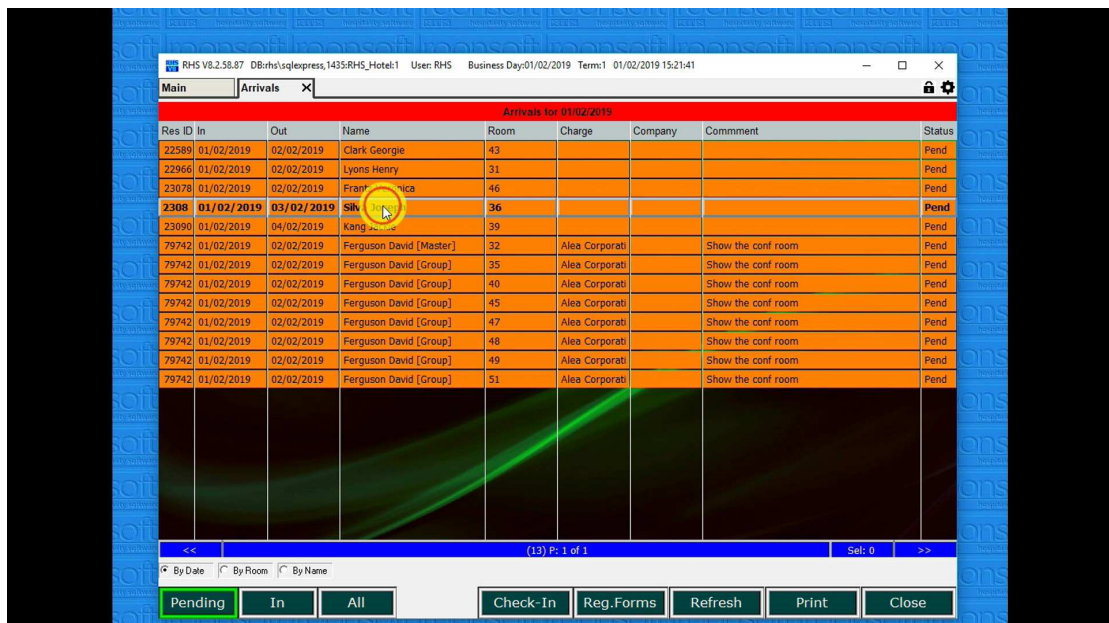 RHS V8.2.58.87 DB:rhs\sqlexpress,1435:RHS_Hotel:1 User: RHS Business Day:01/02/2019 Term:1 01/02/2019 15:21:41
Main Arrivals
Arrivals for 01/02/2019
Res ID In Out Name Room Charge Company Commment Status
22589 01/02/2019 02/02/2019 Clark Georgie 43 Pend
22966 01/02/2019 02/02/2019 Lyons Henry 31 Pend
23078 01/02/2019 02/02/2019 46 Pend
2308 01/02/2019 03/02/2019 36 Pend
23090 01/02/2019 04/02/2019 Kang 39 Pend
79742 01/02/2019 02/02/2019 Ferguson David [Master] 32 Alea Corporati Show the conf room Pend
79742 01/02/2019 02/02/2019 Ferguson David [Group] 35 Alea Corporati Show the conf room Pend
79742 01/02/2019 02/02/2019 Ferguson David [Group] 40 Alea Corporati Show the conf room Pend
79742 01/02/2019 02/02/2019 Ferguson David [Group] 45 Alea Corporati Show the conf room Pend
79742 01/02/2019 02/02/2019 Ferguson David [Group] 47 Alea Corporati Show the conf room Pend
79742 01/02/2019 02/02/2019 Ferguson David [Group] 48 Alea Corporati Show the conf room Pend
79742 01/02/2019 02/02/2019 Ferguson David [Group] 49 Alea Corporati Show the conf room Pend
79742 01/02/2019 02/02/2019 Ferguson David [Group] 51 Alea Corporati Show the conf room Pend
<< (13) P: 1 of 1 Sel: 0 >>
By Date By Room By Name
Pending In All Check-In Reg.Forms Refresh Print Close